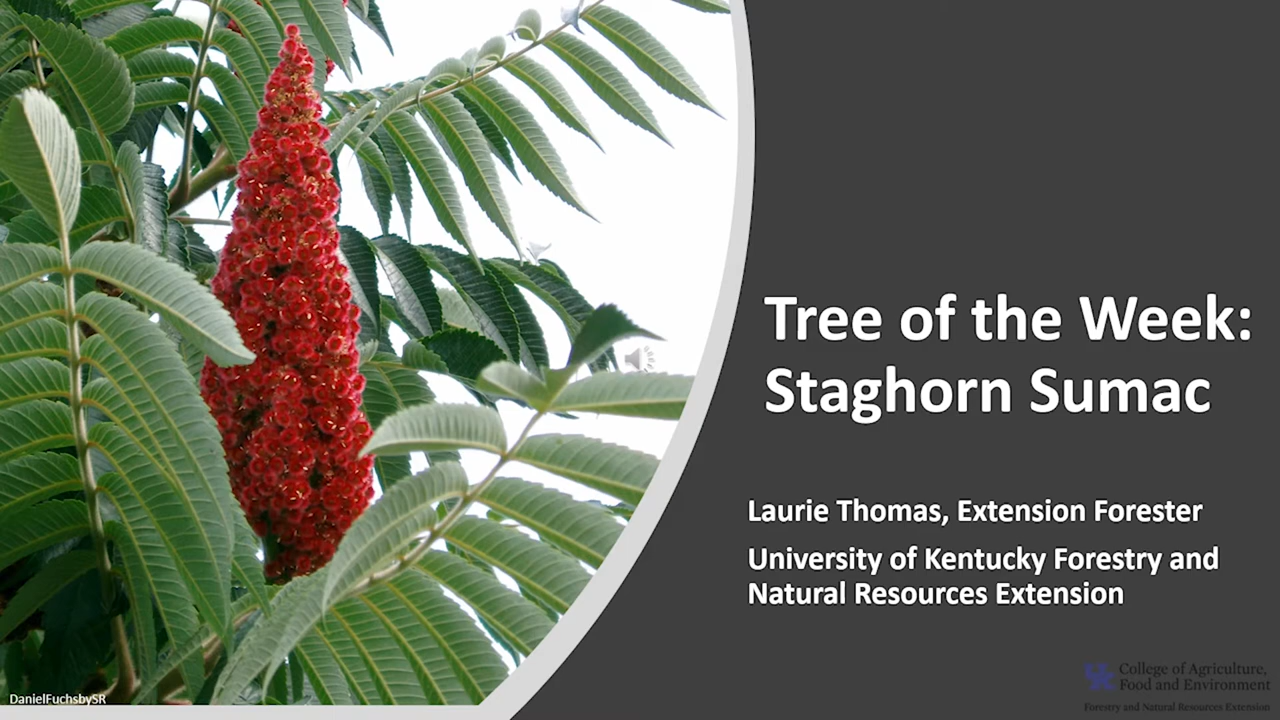 Tree of the Week:
Staghorn Sumac
Laurie Thomas, Extension Forester
University of Kentucky Forestry and
Natural Resources Extension
DanielFuchsbySR
UK College of Agriculture,
Food and Environment
Forestry and Natural Resources Extension